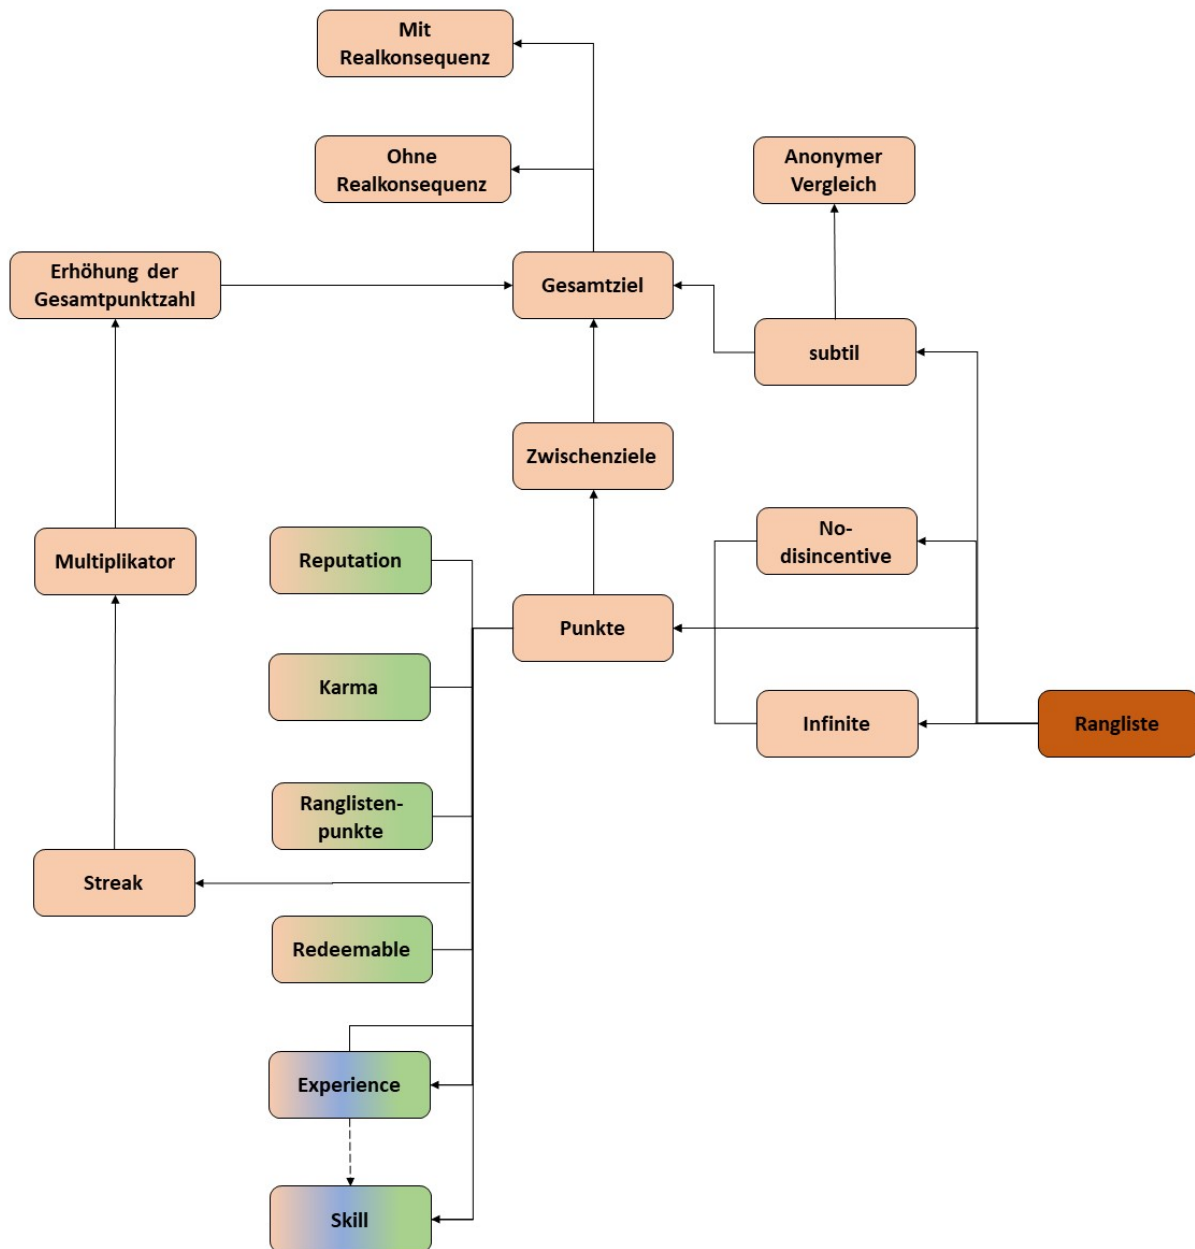 Mit
Realkonsequenz
Ohne
Realkonsequenz
Anonymer
Vergleich
Erhöhung der
Gesamtpunktzahl
Gesamtziel
subtil
Zwischenziele
No-
disincentive
Multiplikator
Reputation
Punkte
Karma
Infinite
Rangliste
Ranglisten-
punkte
Streak
Redeemable
Experience
Skill